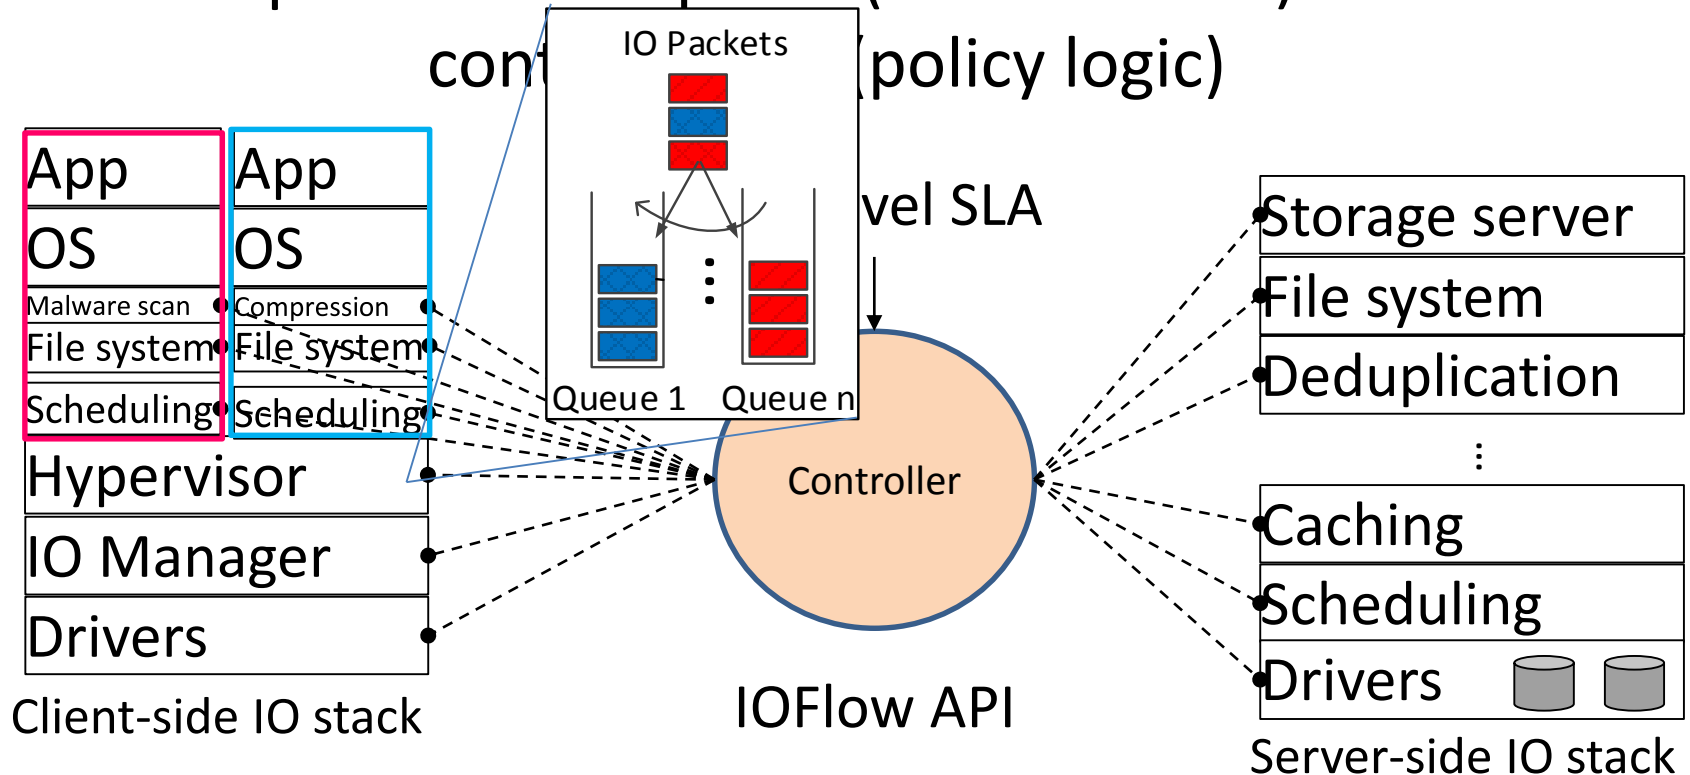 (policy logic)
IO Packets
Queue 1 Queue n
SLA
App
OS
Malware scan
File system
Scheduling
App
OS
Compression
File system
Scheduling
Hypervisor
IO Manager
Drivers
Client-side IO stack
Controller
IOFlow API
Storage server
File system
Deduplication
⋮
Caching
Scheduling
Drivers
Server-side IO stack